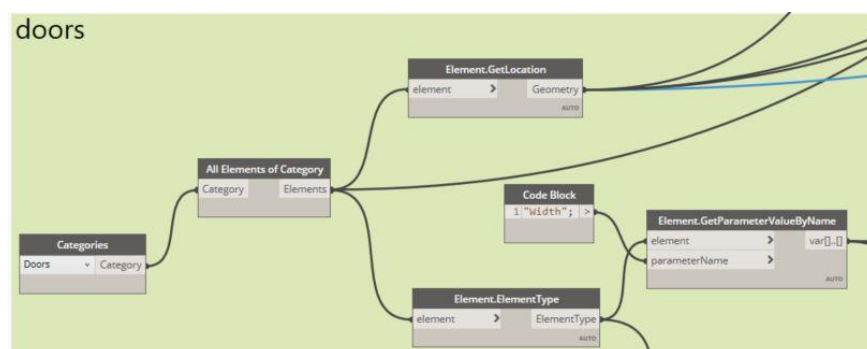 doors
Element.GetLocation
element > Geometry
AUTO
All Elements of Category
Category Elements
Code Block
1 "Width"; >
Element.GetParameterValueByName
element > var[]..[]
parameterName >
AUTO
Categories
Doors Category
Element.ElementType
element > ElementType
AUTO